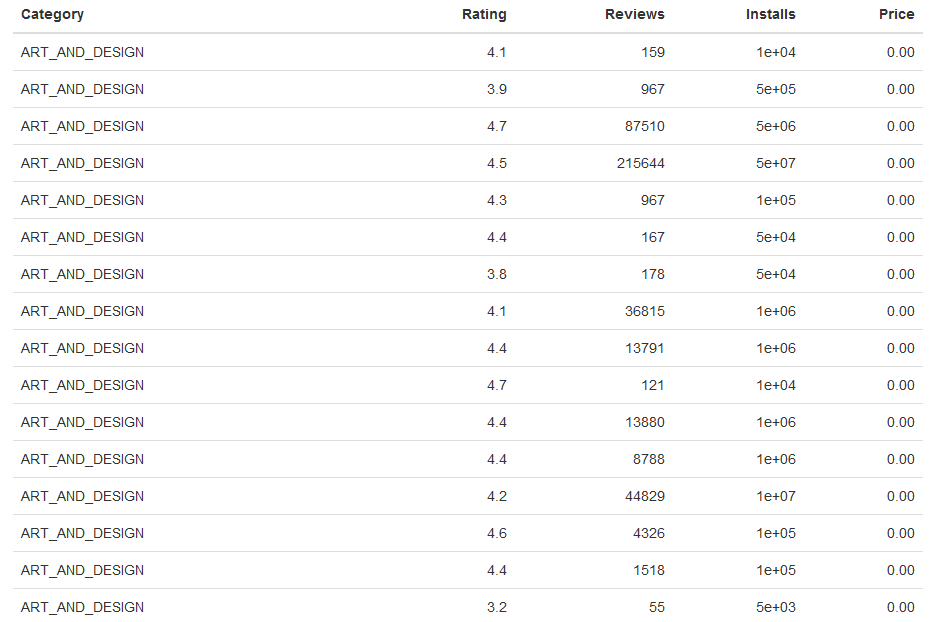 Category Rating Reviews Installs Price
ART_AND_DESIGN 4.1 159 1e+04 0.00
ART_AND_DESIGN 3.9 967 5e+05 0.00
ART_AND_DESIGN 4.7 87510 5e+06 0.00
ART_AND_DESIGN 4.5 215644 5e+07 0.00
ART_AND_DESIGN 4.3 967 1e+05 0.00
ART_AND_DESIGN 4.4 167 5e+04 0.00
ART_AND_DESIGN 3.8 178 5e+04 0.00
ART_AND_DESIGN 4.1 36815 1e+06 0.00
ART_AND_DESIGN 4.4 13791 1e+06 0.00
ART_AND_DESIGN 4.7 121 1e+04 0.00
ART_AND_DESIGN 4.4 13880 1e+06 0.00
ART_AND_DESIGN 4.4 8788 1e+06 0.00
ART_AND_DESIGN 4.2 44829 1e+07 0.00
ART_AND_DESIGN 4.6 4326 1e+05 0.00
ART_AND_DESIGN 4.4 1518 1e+05 0.00
ART_AND_DESIGN 3.2 55 5e+03 0.00